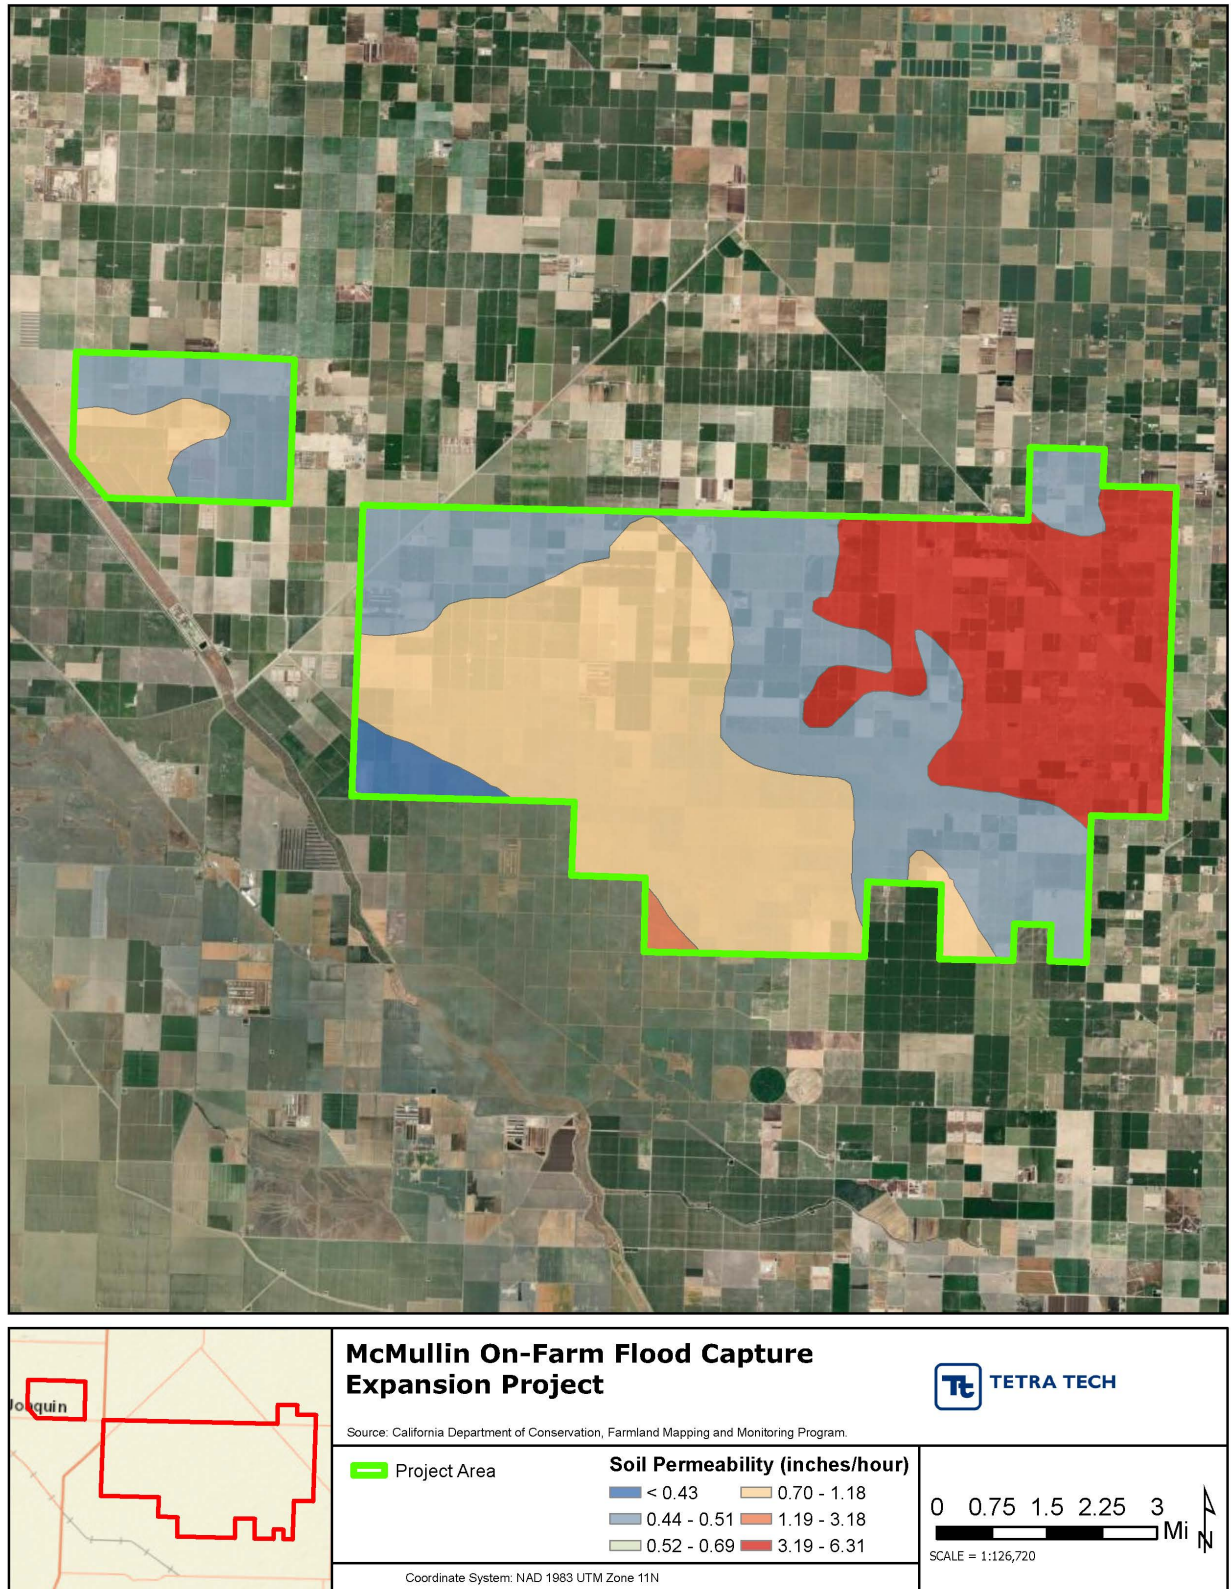 McMullin On-Farm Flood Capture
Expansion Project
Source: California Department of Conservation, Farmland Mapping and Monitoring Program.
TETRA TECH
Joaquin
Project Area
Soil Permeability (inches/hour)
< 0.43
0.70 - 1.18
0.44 - 0.51
1.19 - 3.18
0.52 - 0.69
3.19 - 6.31
0 0.75 1.5 2.25 3
Mi
N
SCALE = 1:126,720
Coordinate System: NAD 1983 UTM Zone 11N